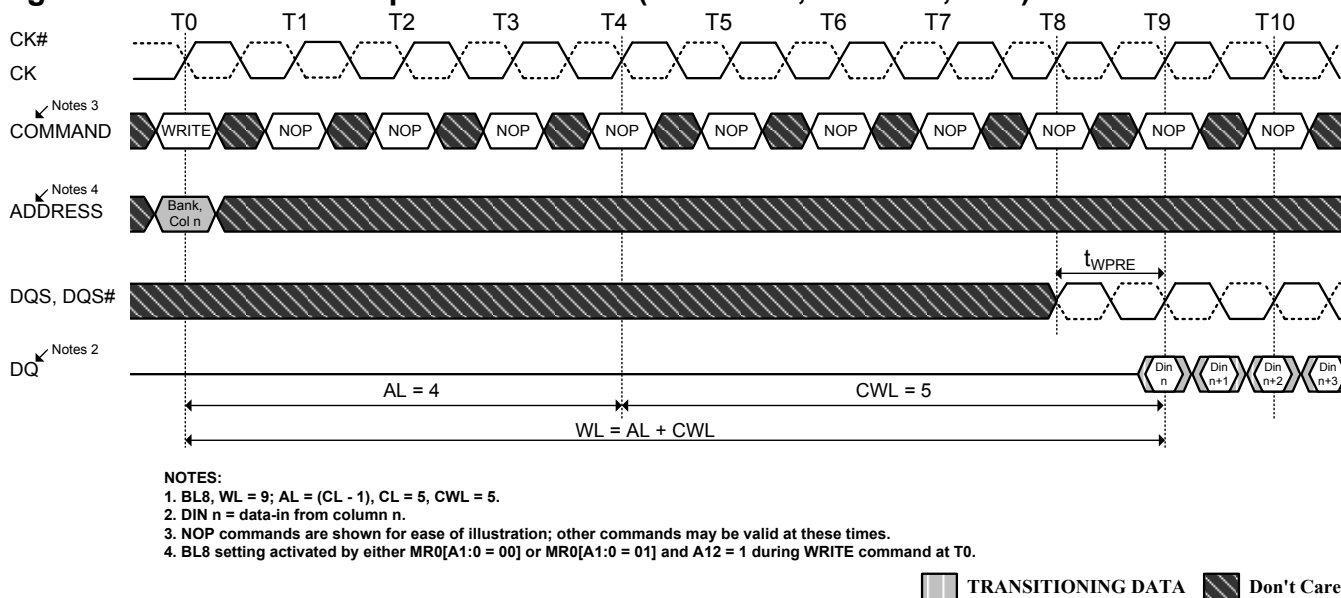 T0 T1 T2 T3 T4 T5 T6 T7 T8 T9 T10
CK#
CK
Notes 3
COMMAND
WRITE NOP NOP NOP NOP NOP NOP NOP NOP NOP NOP
Notes 4
ADDRESS
Bank,
Col n
tWPRE
DQS, DQS#
Notes 2
DQ
Din
n
Din
n+1
Din
n+2
Din
n+3
AL = 4
CWL = 5
WL = AL + CWL
NOTES:
1. BL8, WL = 9; AL = (CL - 1), CL = 5, CWL = 5.
2. DIN n = data-in from column n.
3. NOP commands are shown for ease of illustration; other commands may be valid at these times.
4. BL8 setting activated by either MR0[A1:0 = 00] or MR0[A1:0 = 01] and A12 = 1 during WRITE command at T0.
TRANSITIONING DATA
Don't Care